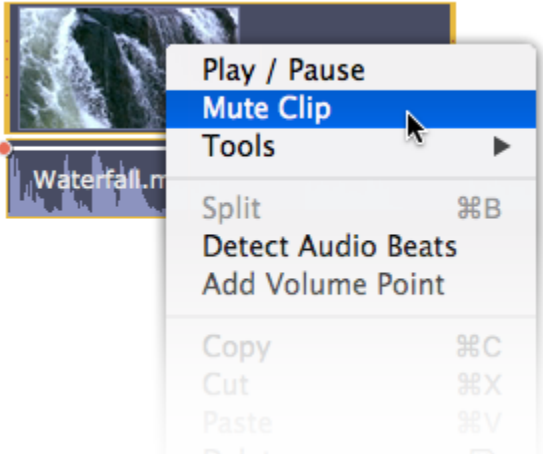 Play / Pause
Mute Clip
Tools
Waterfall.m
Split ⌘B
Detect Audio Beats
Add Volume Point
Copy ⌘C
Cut ⌘X
Paste ⌘V